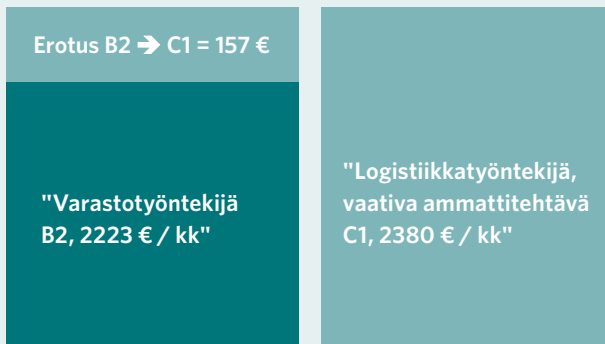 Erotus B2 ➔ C1 = 157 €
"Varastotyöntekijä
B2, 2223 € / kk"
"Logistiikkatyöntekijä,
vaativa ammattitehtävä
C1, 2380 € / kk"